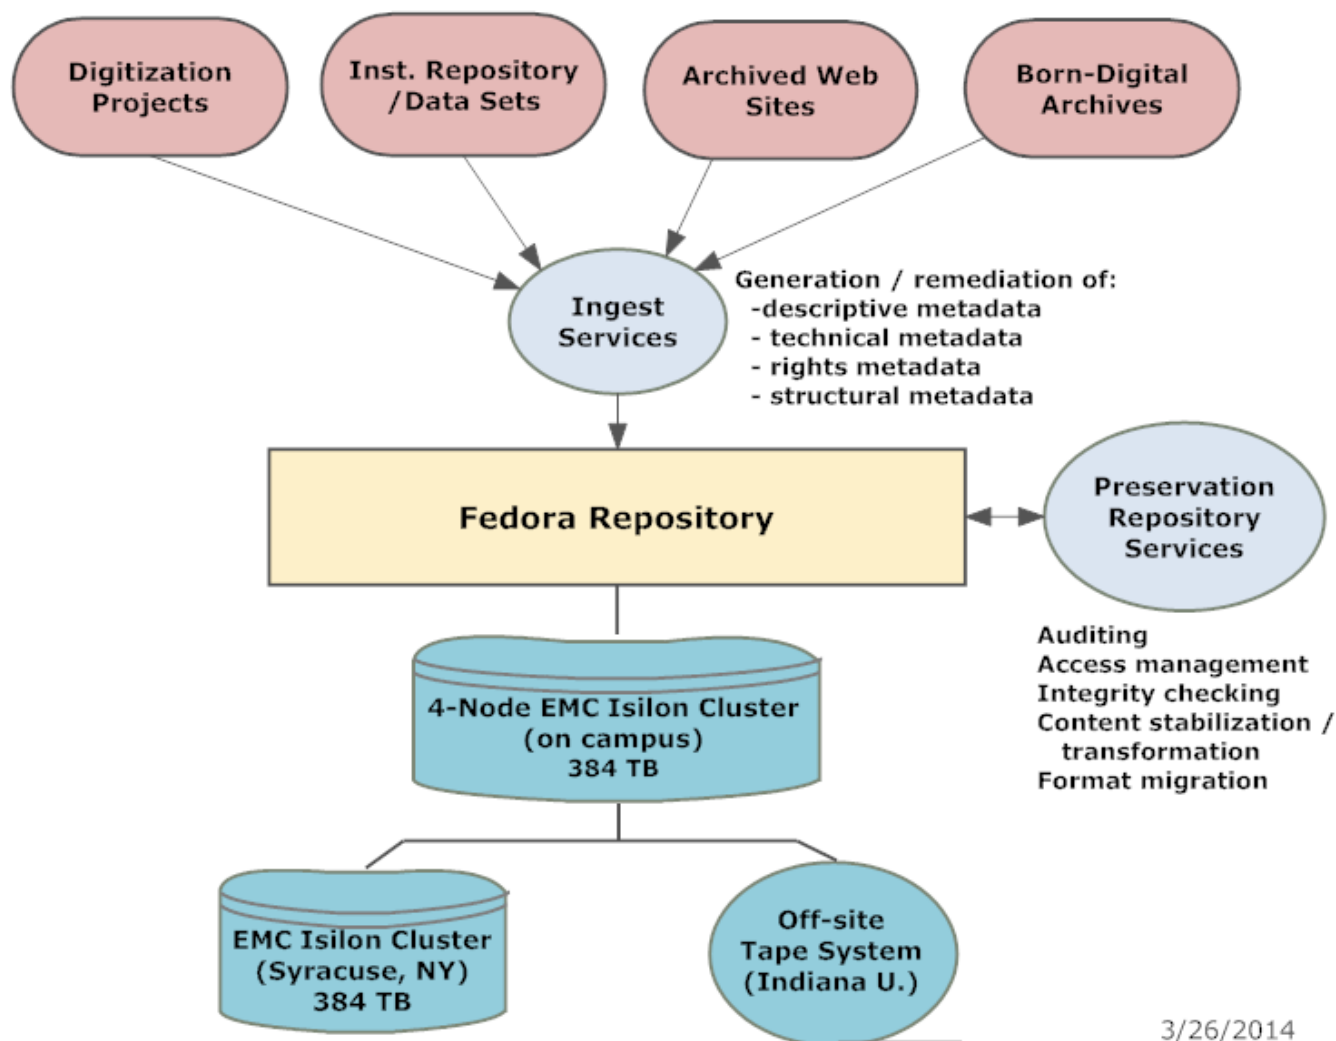 Digitization
Projects
Inst. Repository
/Data Sets
Archived Web
Sites
Born-Digital
Archives
Ingest
Services
Generation / remediation of:
-descriptive metadata
- technical metadata
- rights metadata
- structural metadata
Fedora Repository
Preservation
Repository
Services
Auditing
Access management
Integrity checking
Content stabilization /
transformation
Format migration
4-Node EMC Isilon Cluster
(on campus)
384 TB
EMC Isilon Cluster
(Syracuse, NY)
384 TB
Off-site
Tape System
(Indiana U.)
3/26/2014